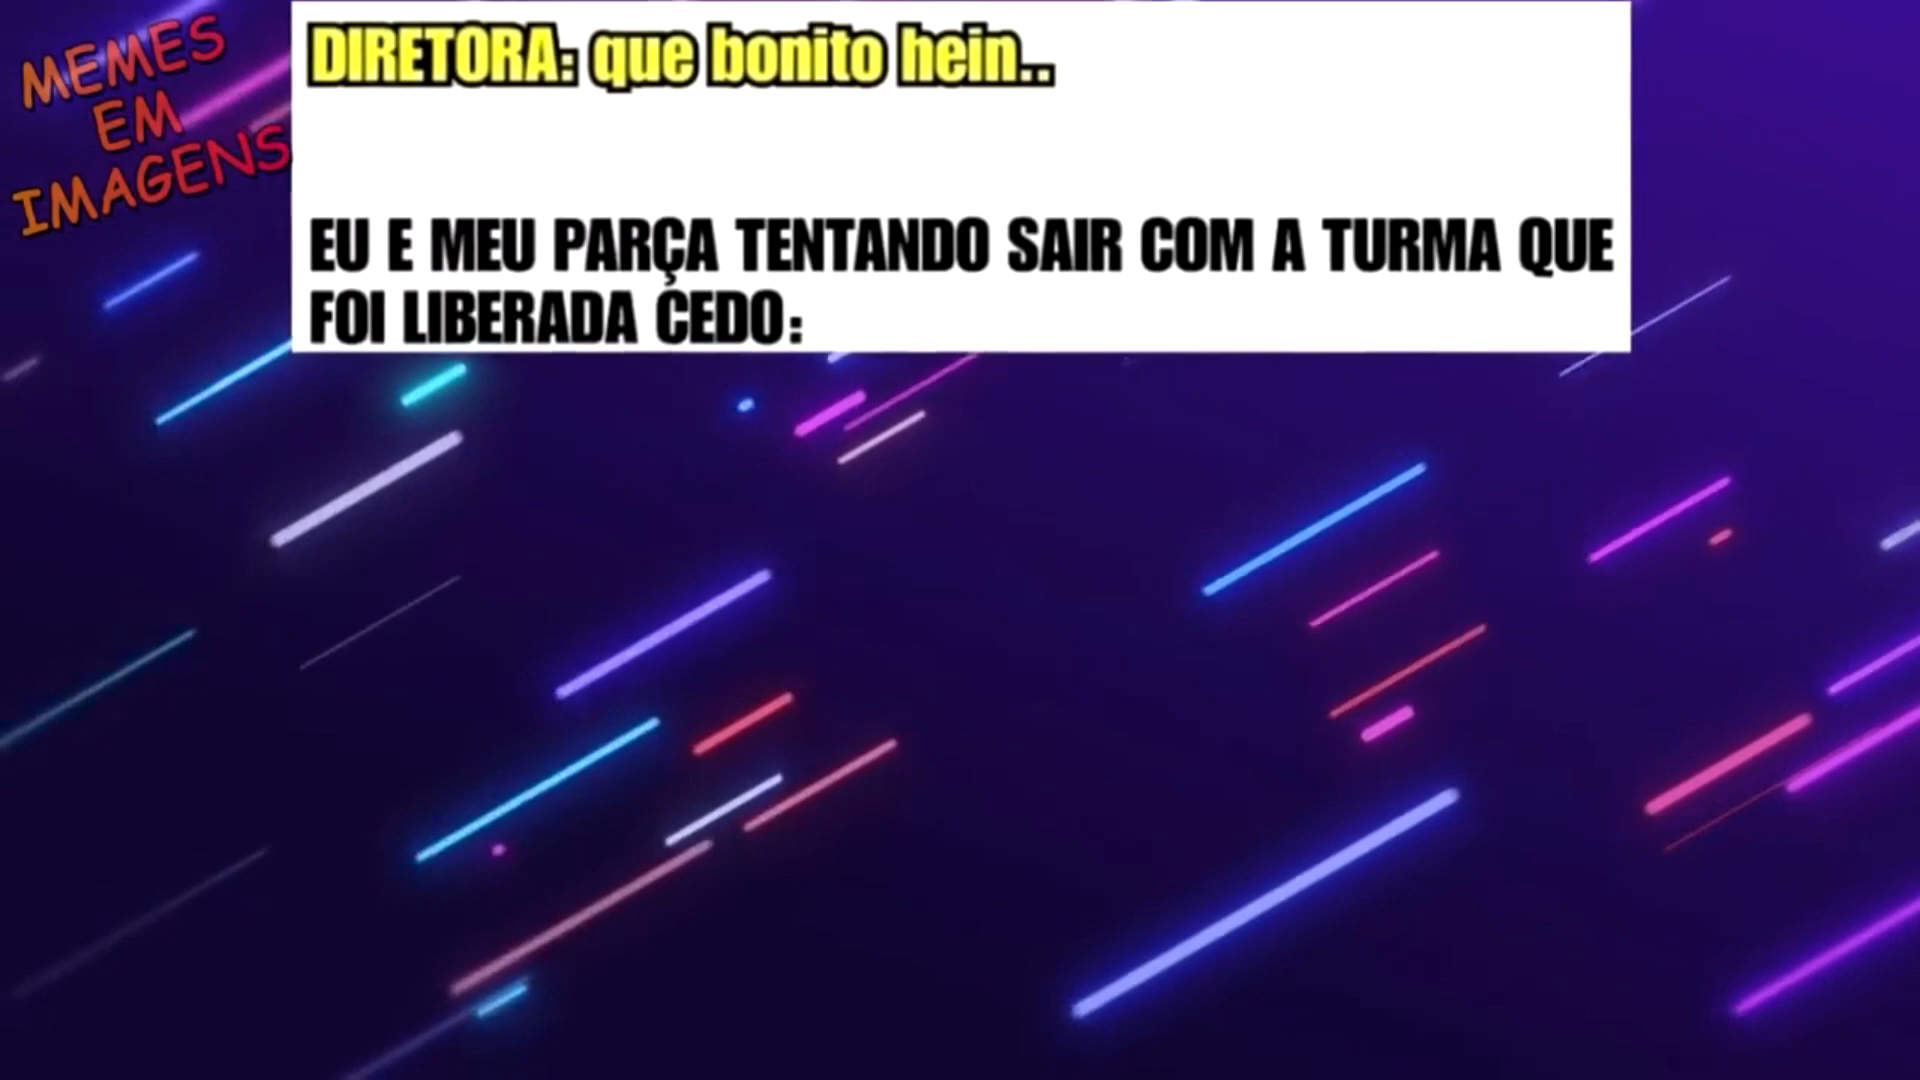 MEMES
EM
IMAGENS
DIRETORA: que bonito hein..
EU E MEU PARÇA TENTANDO SAIR COM A TURMA QUE
FOI LIBERADA CEDO: